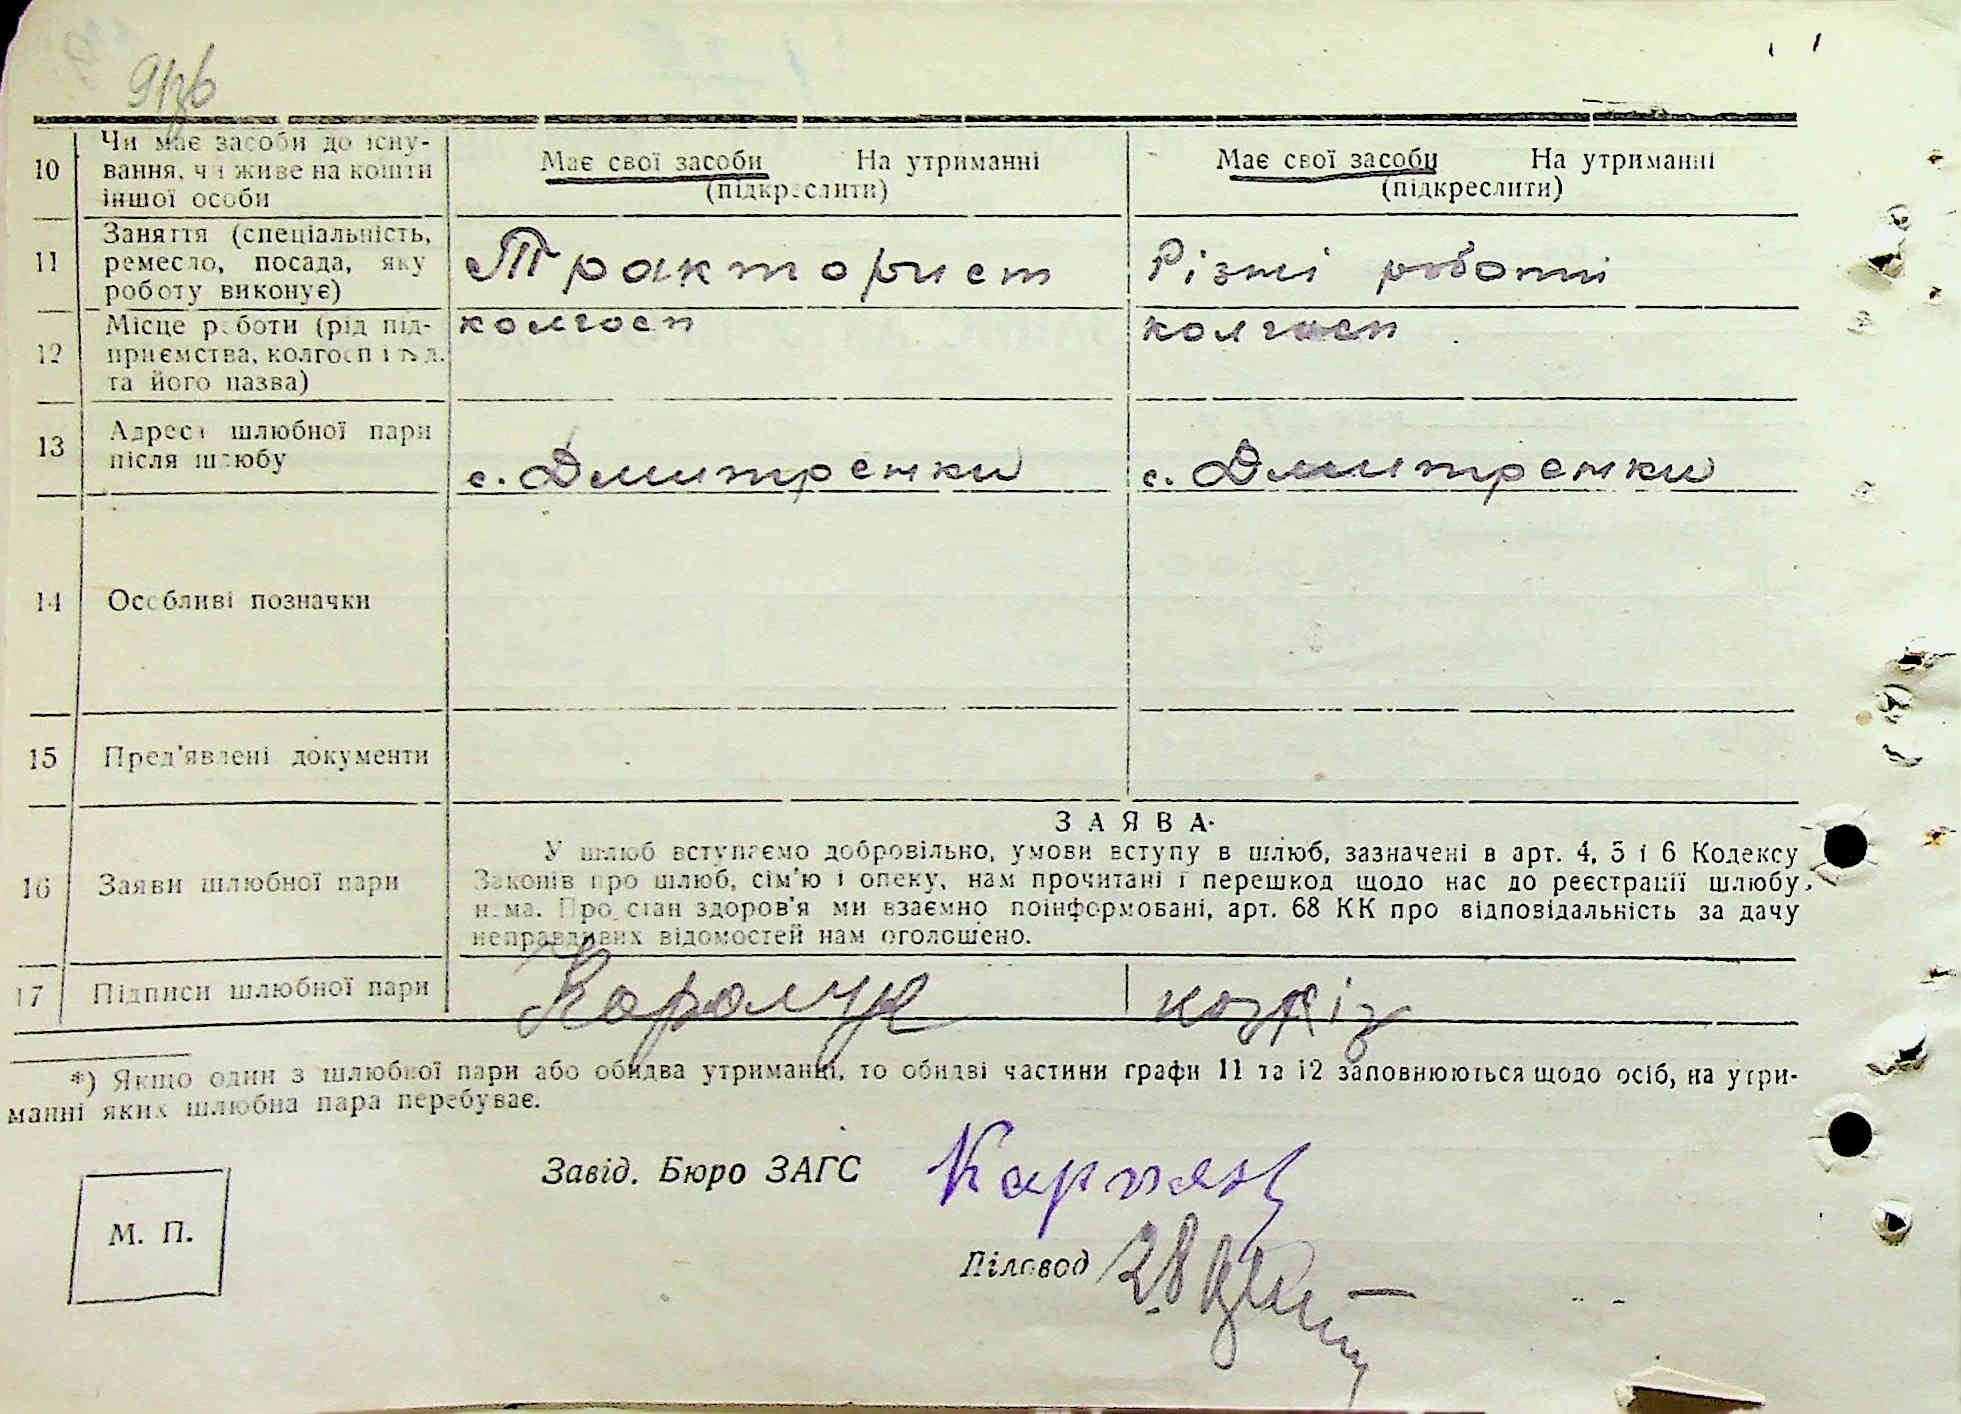 10 Чи має засоби до існу-
вання, чи живе на кошти
іншої особи
Має свої засоби На утриманні
(підкреслити)
Має свої засоби На утриманні
(підкреслити)
11 Заняття (спеціальність,
ремесло, посада, яку
роботу виконує)
Тракторист
Різні роботи
12 Місце роботи (рід під-
приємства, колгосп і т. д.
та його назва)
колгосп
колгосп
13 Адреса шлюбної пари
після шлюбу
с. Дмитренки
с. Дмитренки
14 Особливі позначки
15 Пред'явлені документи
16 Заяви шлюбної пари
ЗАЯВА
У шлюб вступаємо добровільно, умови вступу в шлюб, зазначені в арт. 4, 5 і 6 Кодексу
Законів про шлюб, сім'ю і опеку, нам прочитані і перешкод щодо нас до реєстрації шлюбу
нема. Про стан здоров'я ми взаємно поінформовані, арт. 68 КК про відповідальність за дачу
неправдивих відомостей нам оголошено.
17 Підписи шлюбної пари
*) Якщо один з шлюбної пари або обидва утриманці, то обидві частини графи 11 та 12 заповнюються щодо осіб, на утри-
манні яких шлюбна пара перебуває.
Завід. Бюро ЗАГС
М. П.
Діловод